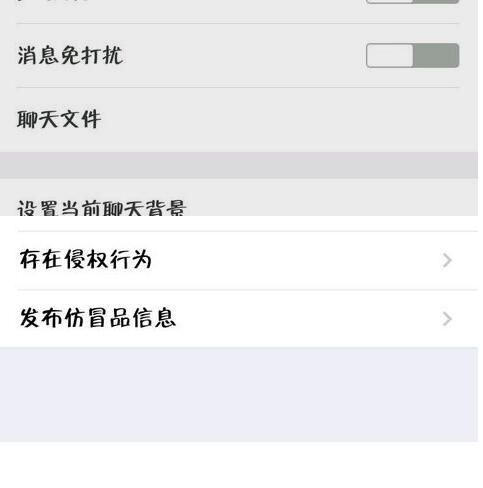 消息免打扰
聊天文件
设置当前聊天背景
存在侵权行为
发布仿冒品信息